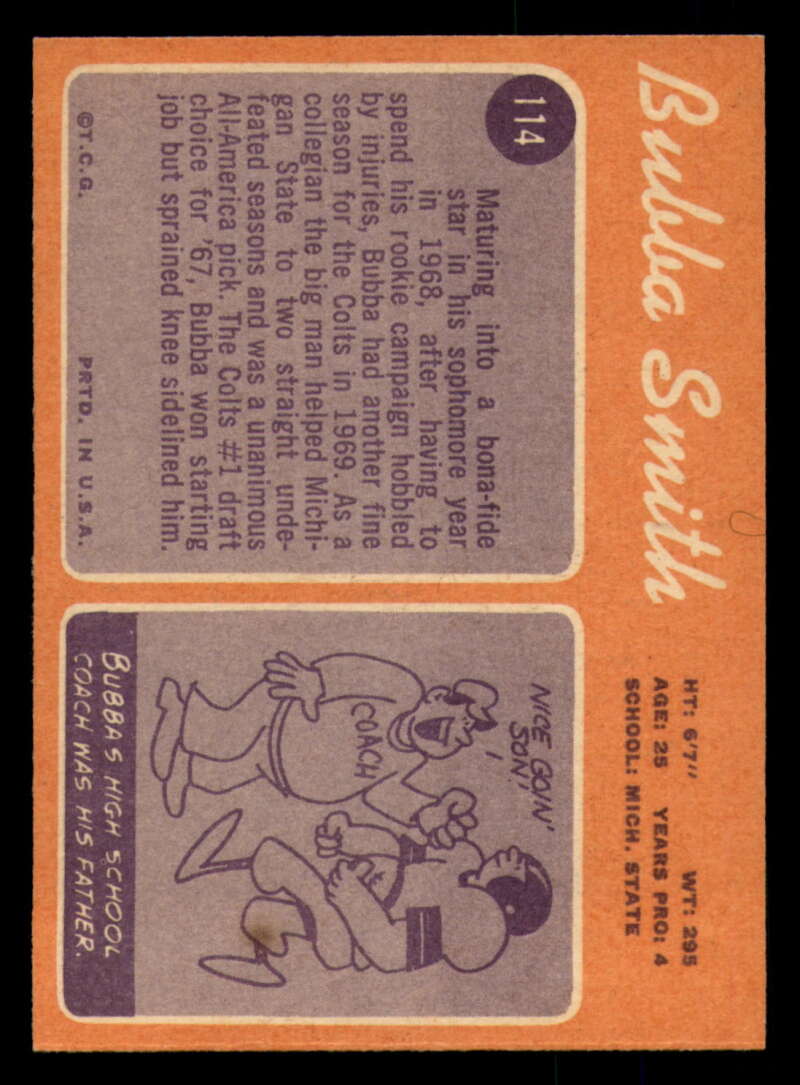 Bubba Smith
HT: 6'7" WT: 295
AGE: 25 YEARS PRO: 4
SCHOOL: MICH. STATE
114
Maturing into a bona-fide
star in his sophomore year
in 1968, after having to
spend his rookie campaign hobbled
by injuries, Bubba had another fine
season for the Colts in 1969. As a
collegian the big man helped Michi-
gan State to two straight unde-
feated seasons and was a unanimous
All-America pick. The Colts #1 draft
choice for '67, Bubba won starting
job but sprained knee sidelined him.
©T.C.G. PRTD. IN U.S.A.
NICE GOIN'
SON!
COACH
BUBBA'S HIGH SCHOOL
COACH WAS HIS FATHER.